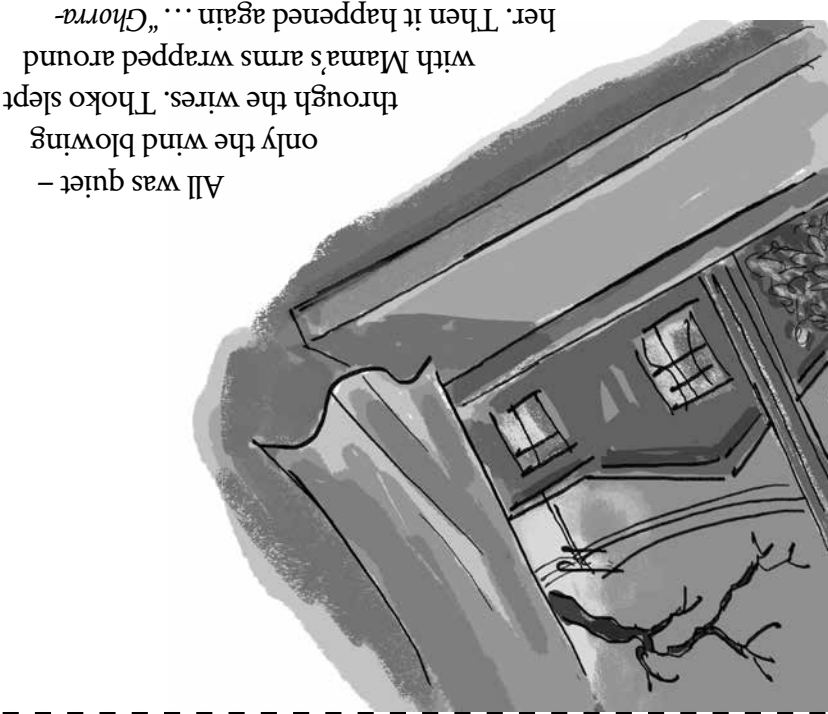 All was quiet –
only the wind blowing
through the wires. Thoko slept
with Mama’s arms wrapped around
her. Then it happened again … “Ghorra-